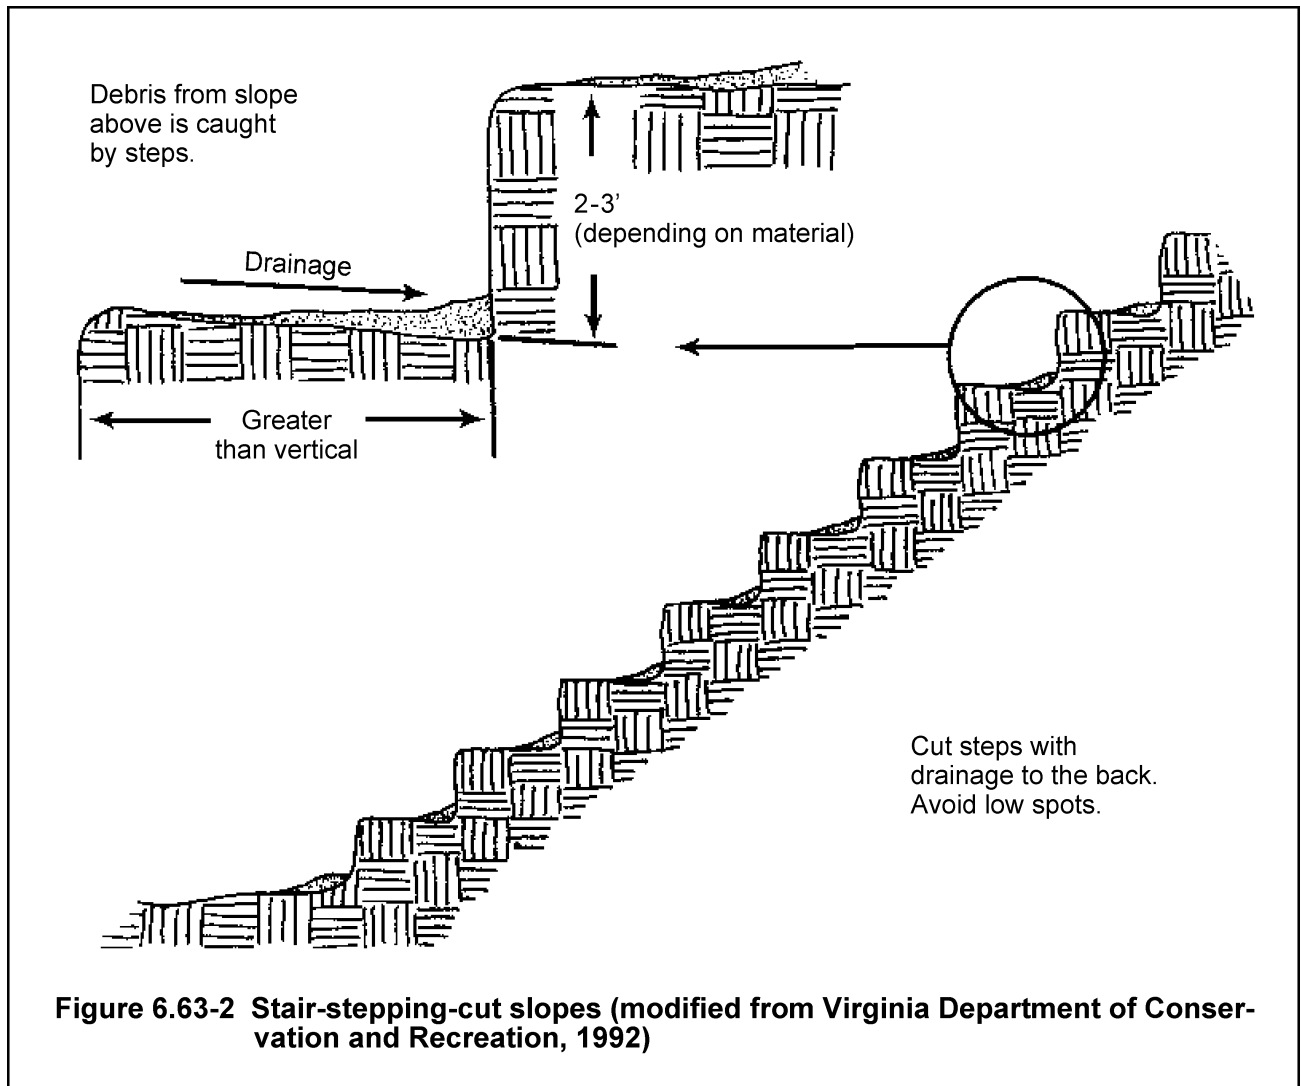 Debris from slope
above is caught
by steps.
2-3’
(depending on material)
Drainage
Greater
than vertical
Cut steps with
drainage to the back.
Avoid low spots.
Figure 6.63-2  Stair-stepping-cut slopes (modified from Virginia Department of Conser-
vation and Recreation, 1992)